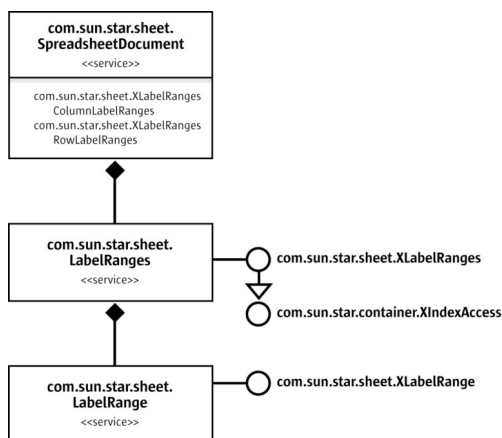 com.sun.star.sheet.
SpreadsheetDocument
<<service>>
com.sun.star.sheet.XLabelRanges
ColumnLabelRanges
com.sun.star.sheet.XLabelRanges
RowLabelRanges
com.sun.star.sheet.
LabelRanges
<<service>>
com.sun.star.sheet.XLabelRanges
com.sun.star.container.XIndexAccess
com.sun.star.sheet.
LabelRange
<<service>>
com.sun.star.sheet.XLabelRange